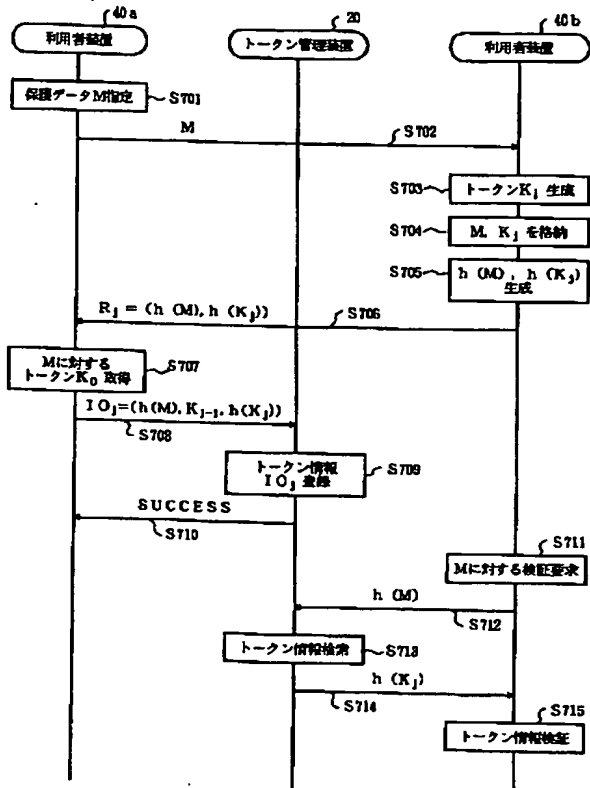 40a
20
40b
利用者装置
トークン管理装置
利用者装置
保護データM指定
S701
M
S702
S703
トークンKj 生成
S704
M, Kj を格納
S705
h (M), h (Kj)
生成
Rj = (h (M), h (Kj))
S706
Mに対する
トークンK0 取得
S707
IOj=(h(M), Kj-1, h(Kj))
S708
トークン情報
IOj 登録
S709
SUCCESS
S710
S711
Mに対する検証要求
h (M)
S712
トークン情報検索
S713
h (Kj)
S714
S715
トークン情報検証